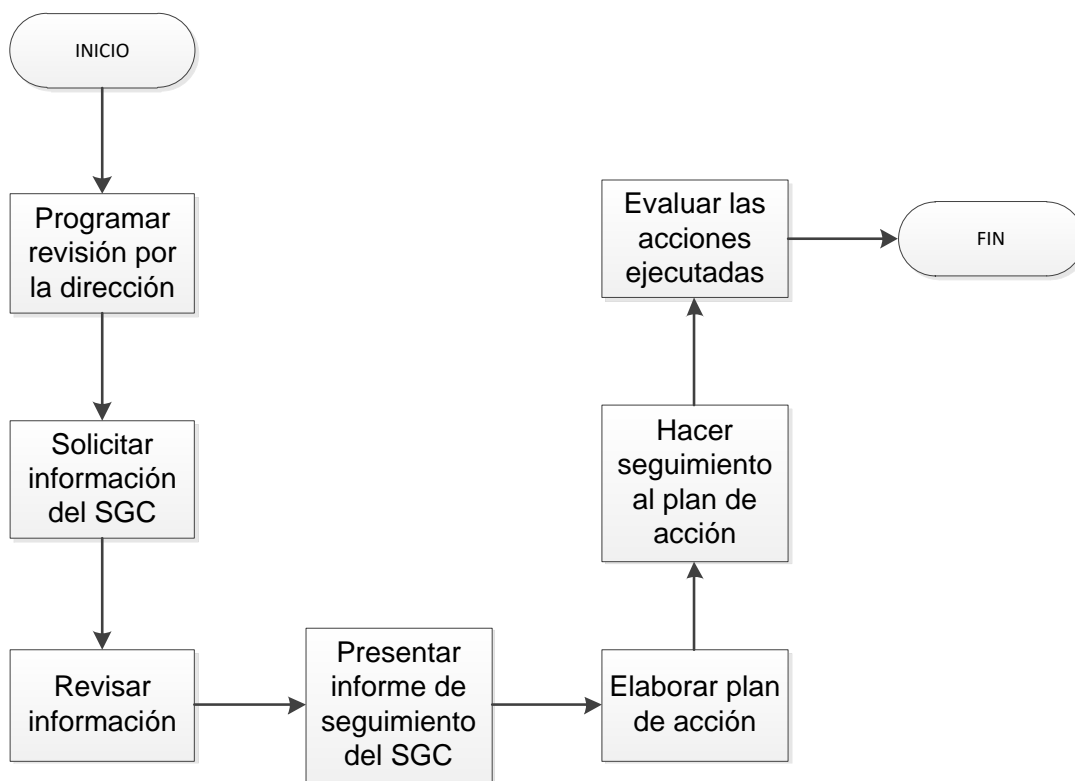 INICIO
Programar
revisión por
la dirección
Solicitar
información
del SGC
Revisar
información
Presentar
informe de
seguimiento
del SGC
Elaborar plan
de acción
Hacer
seguimiento
al plan de
acción
Evaluar las
acciones
ejecutadas
FIN